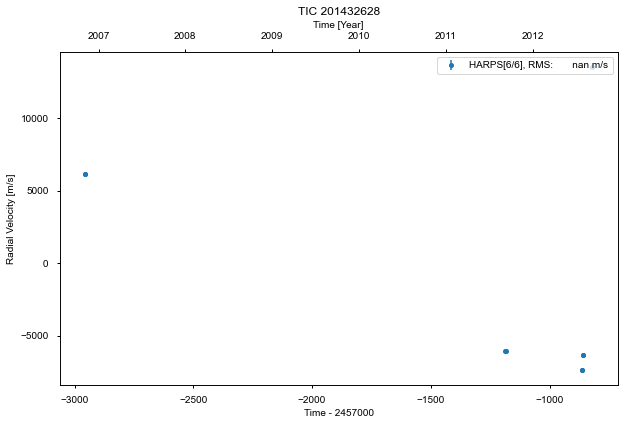 TIC 201432628
Time [Year]
2007 2008 2009 2010 2011 2012
HARPS[6/6], RMS: nan m/s
10000
5000
0
−5000
Radial Velocity [m/s]
−3000 −2500 −2000 −1500 −1000
Time - 2457000